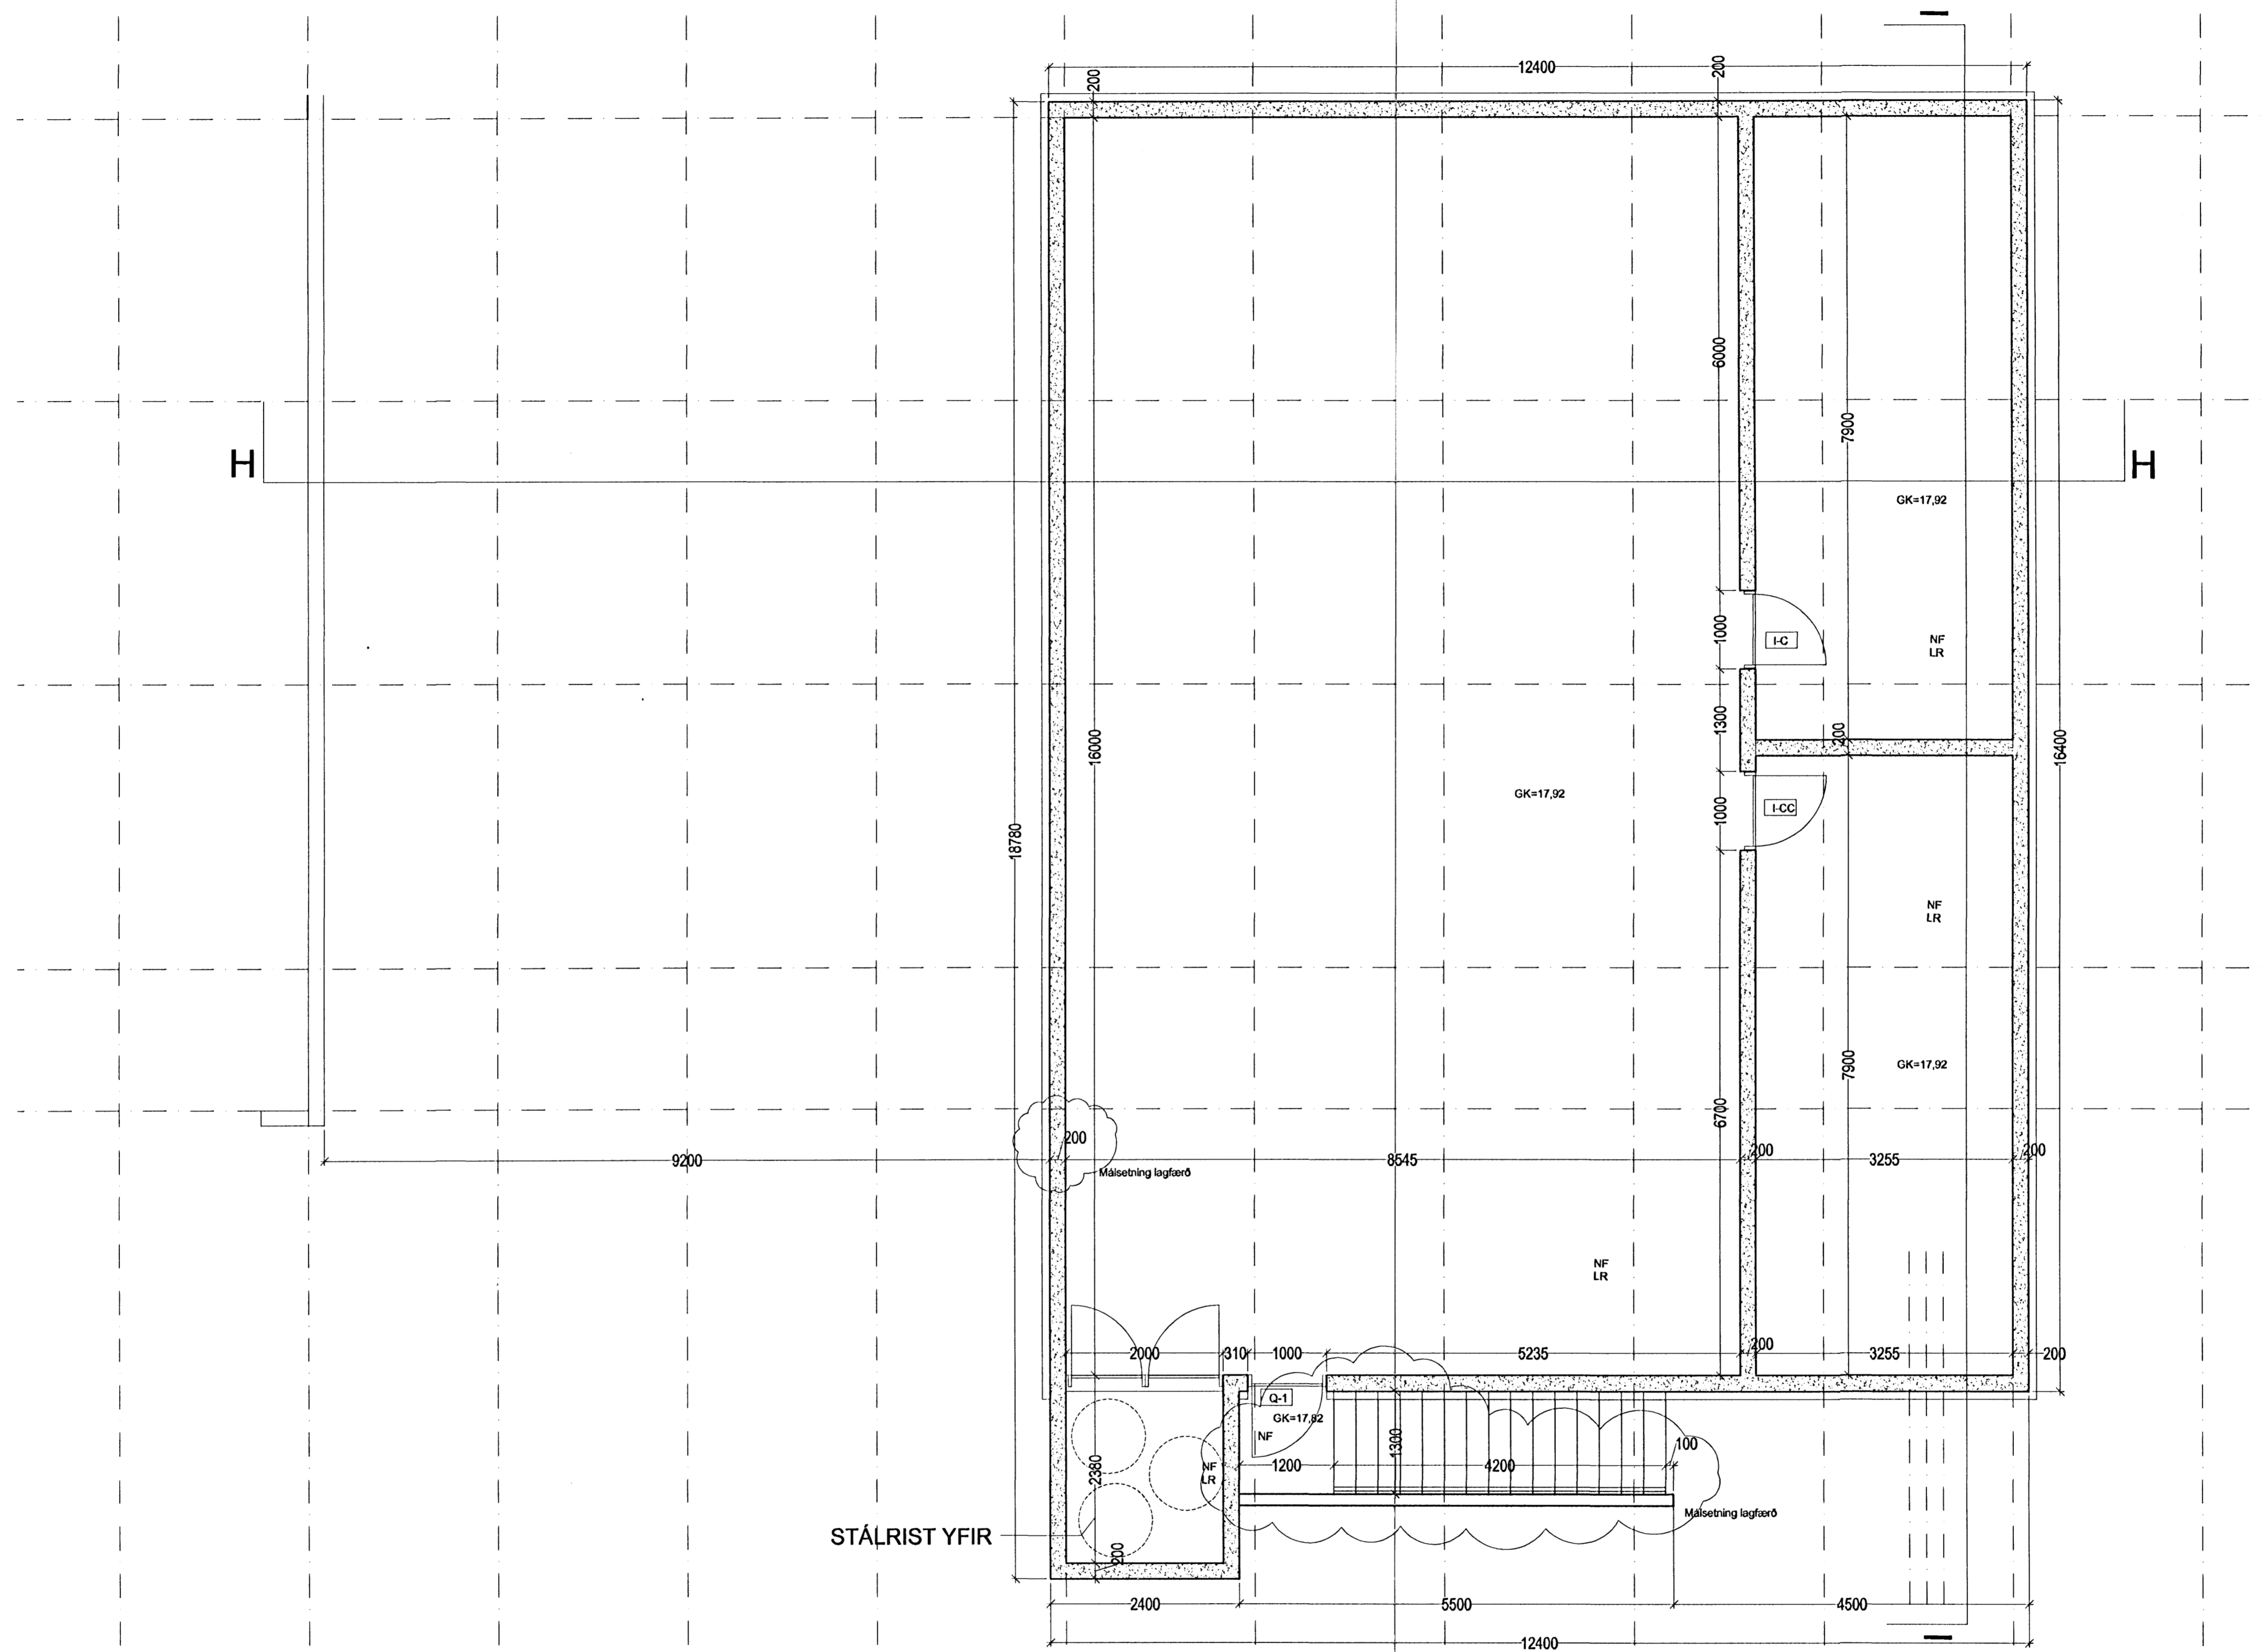 I
12400
200
200
6000
7900
H
H
GK=17,92
1000
I-C
NF
LR
1300
200
16000
16400
GK=17,92
1000
I-CC
18780
NF
LR
7900
GK=17,92
6700
200
9200
8545
200
3255
200
Málsetning lagfærð
NF
LR
2000
310
1000
5235
200
3255
200
Q-1
GK=17,82
NF
1300
100
2380
NF
LR
1200
4200
Málsetning lagfærð
STÁLRIST YFIR
200
2400
5500
4500
I
12400